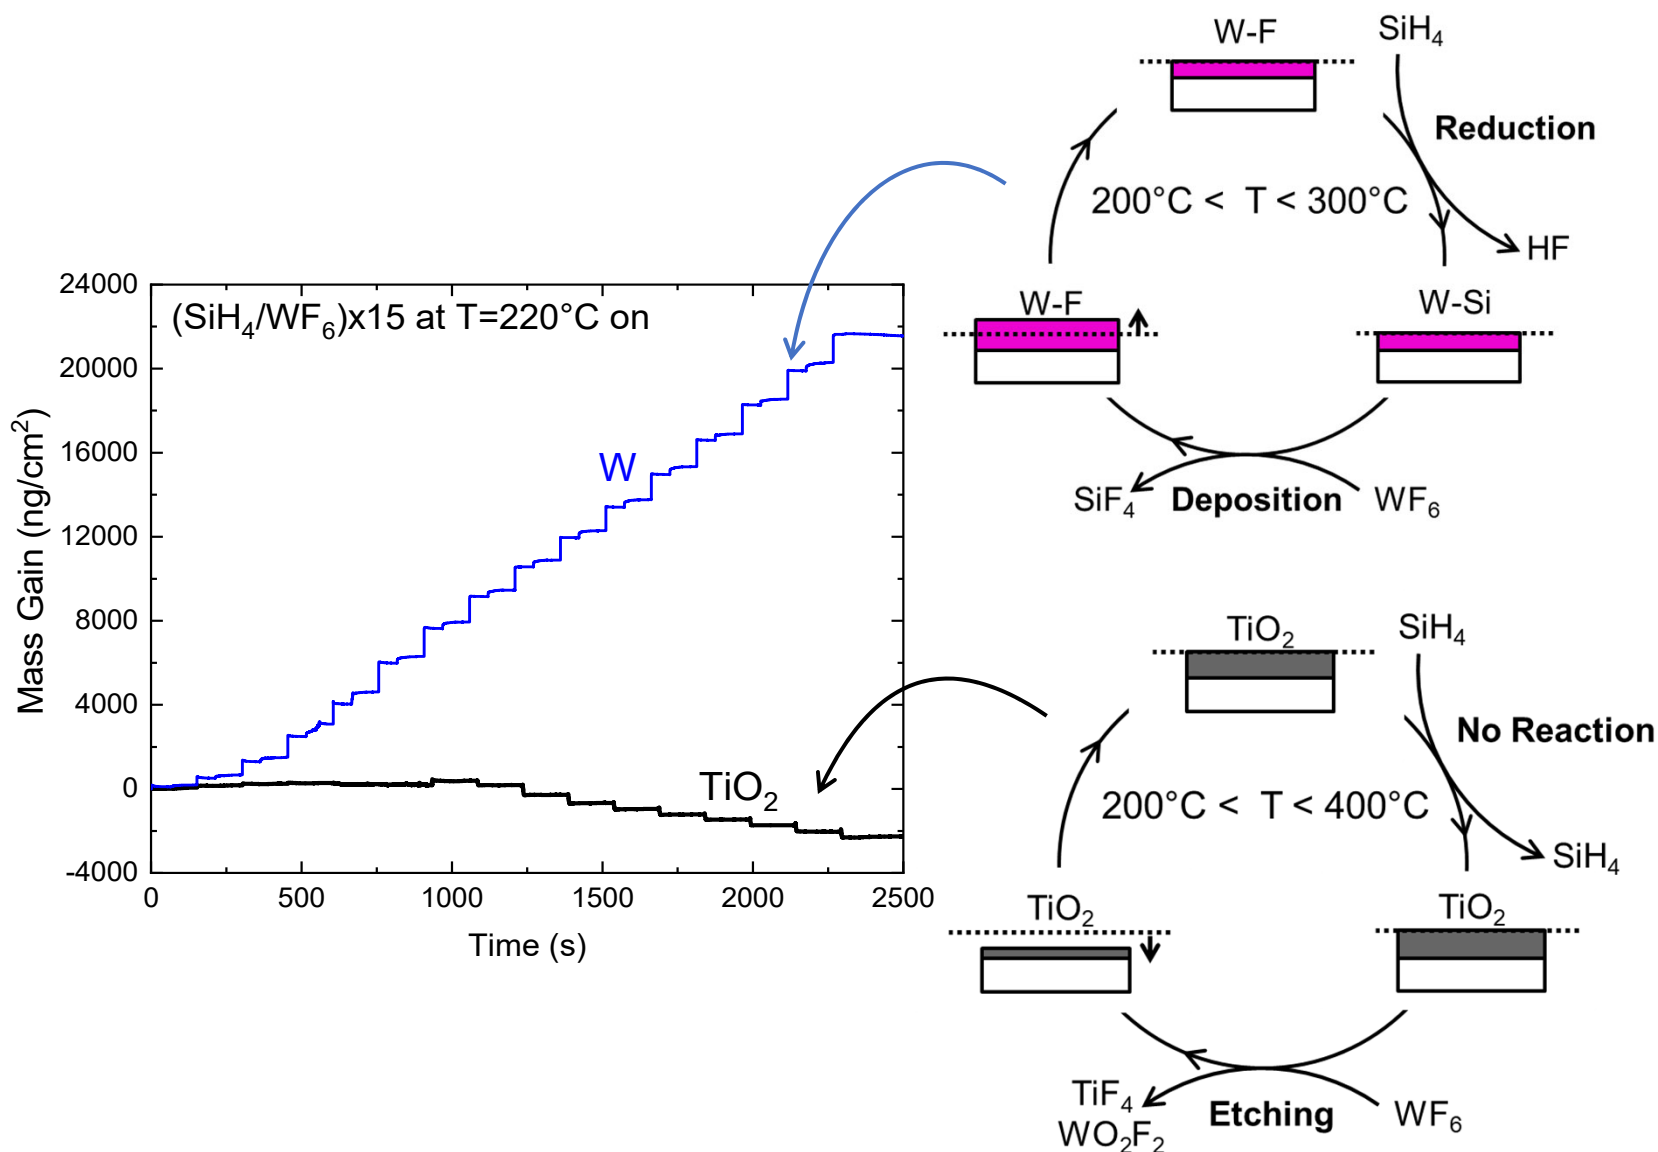 W-F
SiH4
Reduction
200°C < T < 300°C
HF
W-F
W-Si
SiF4
Deposition
WF6
24000
20000
16000
12000
8000
4000
0
-4000
Mass Gain (ng/cm²)
(SiH4/WF6)x15 at T=220°C on
W
TiO2
0
500
1000
1500
2000
2500
Time (s)
TiO2
SiH4
No Reaction
200°C < T < 400°C
SiH4
TiO2
TiO2
TiF4
WO2F2
Etching
WF6